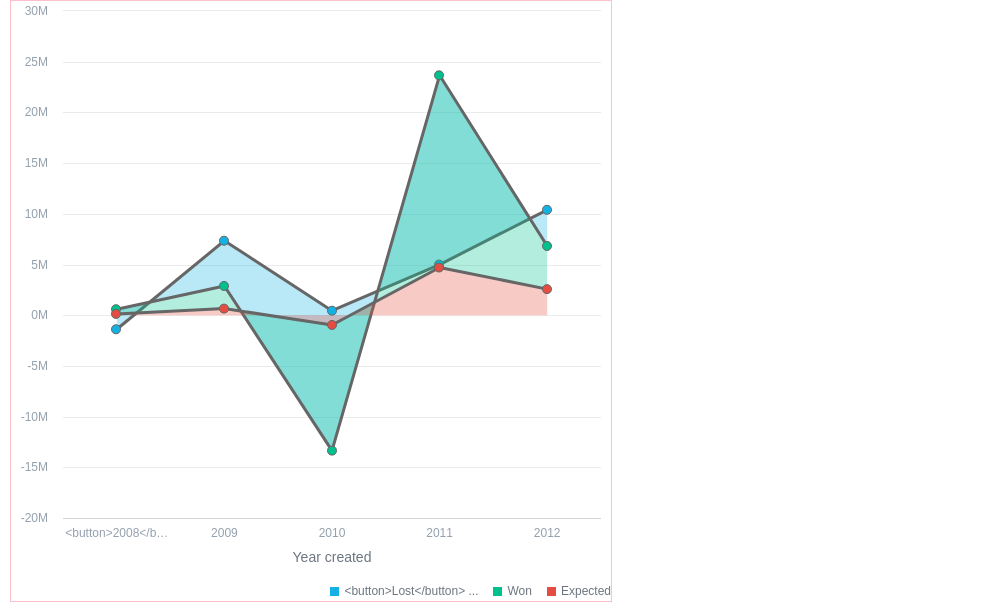 30M
25M
20M
15M
10M
5M
0M
-5M
-10M
-15M
-20M
<button>2008</b… 2009 2010 2011 2012
Year created
<button>Lost</button> ... Won Expected